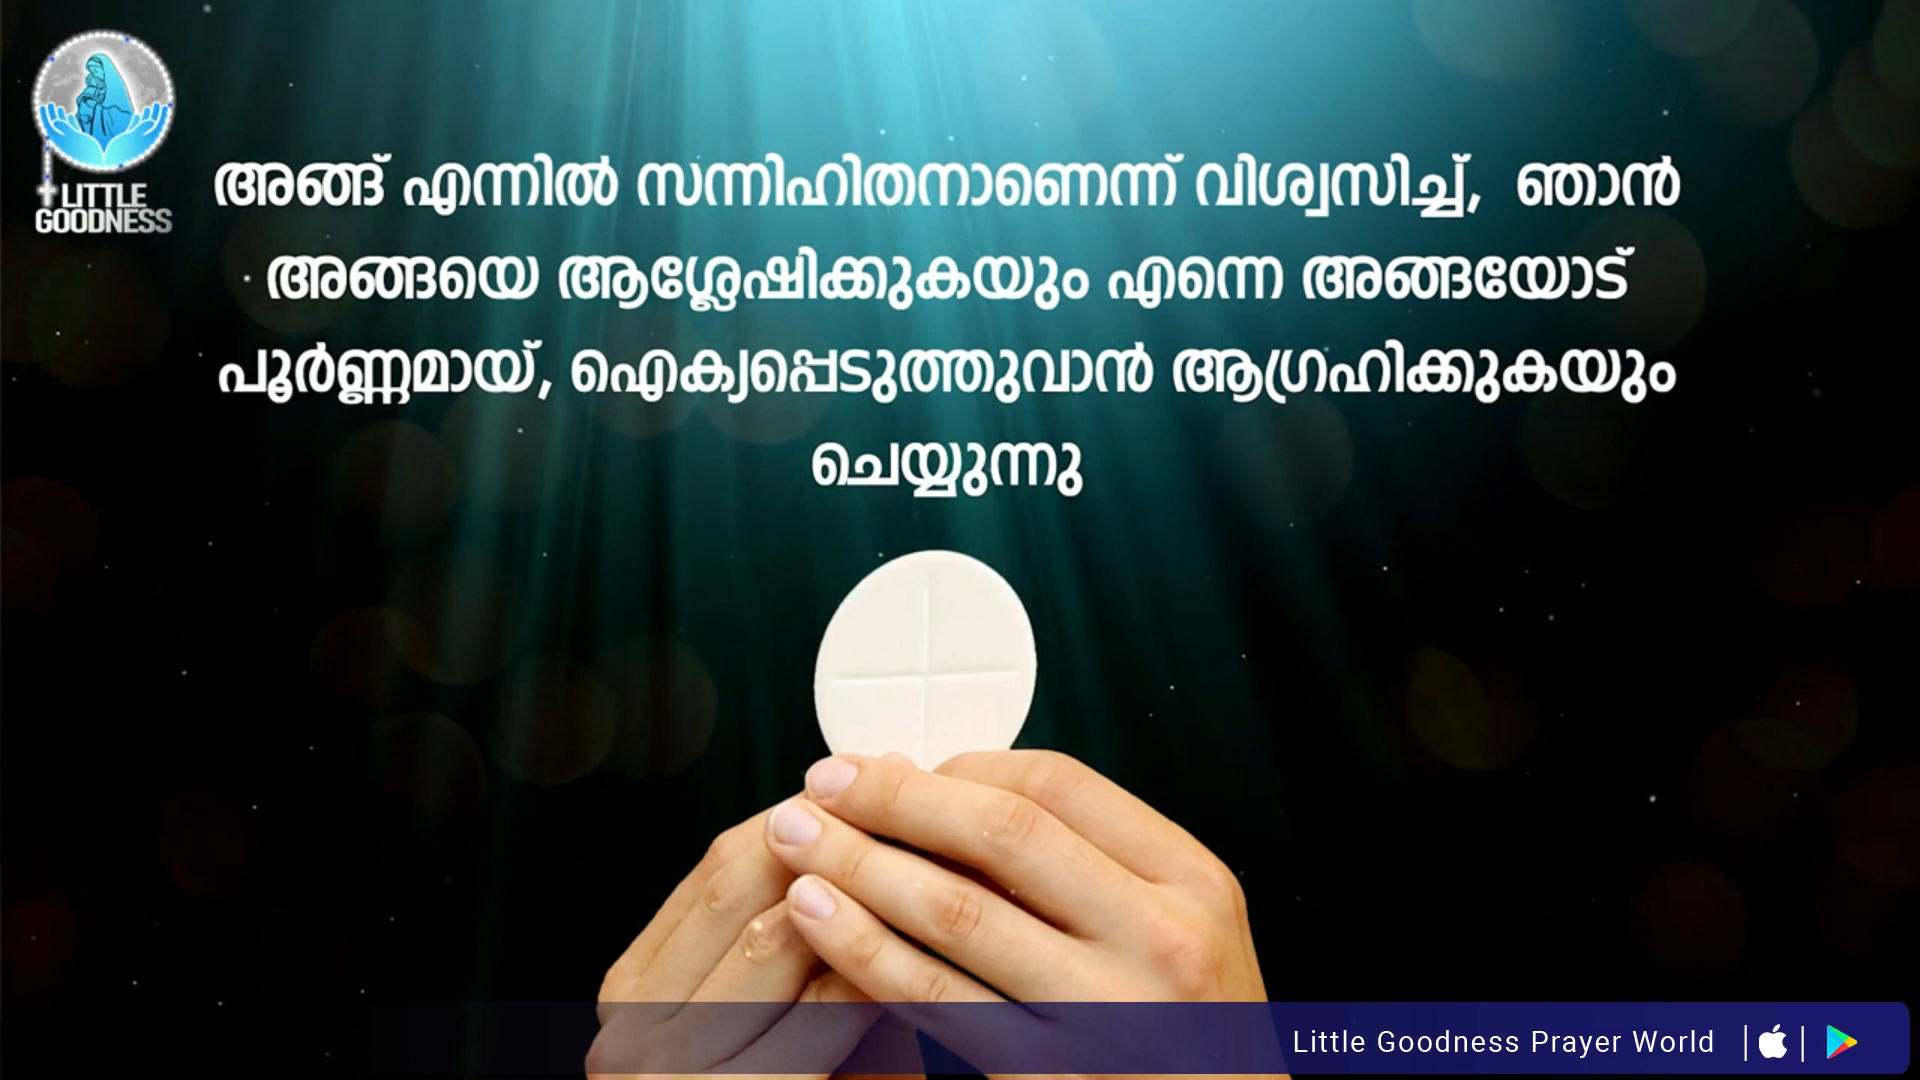 LITTLE
GOODNESS
അങ്ങ് എന്നിൽ സന്നിഹിതനാണെന്ന് വിശ്വസിച്ച്, ഞാൻ
അങ്ങയെ ആശ്ലേഷിക്കുകയും എന്നെ അങ്ങയോട്
പൂർണ്ണമായ്, ഐക്യപ്പെടുത്തുവാൻ ആഗ്രഹിക്കുകയും
ചെയ്യുന്നു
Little Goodness Prayer World